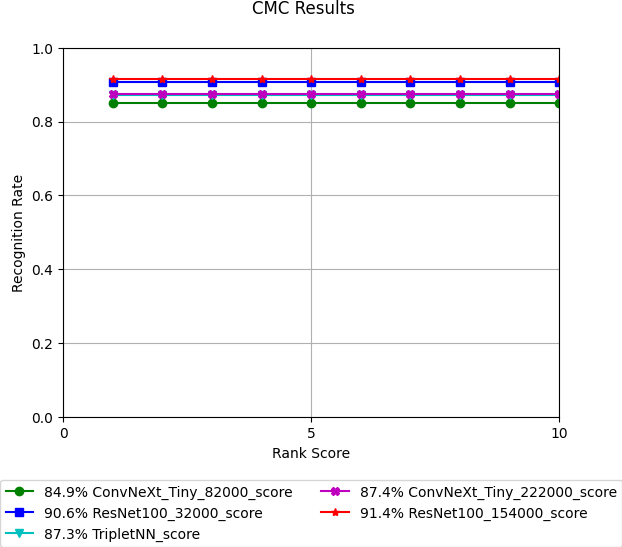 CMC Results
1.0
0.8
0.6
0.4
0.2
0.0
Recognition Rate
0 5 10
Rank Score
84.9% ConvNeXt_Tiny_82000_score
90.6% ResNet100_32000_score
87.3% TripletNN_score
87.4% ConvNeXt_Tiny_222000_score
91.4% ResNet100_154000_score